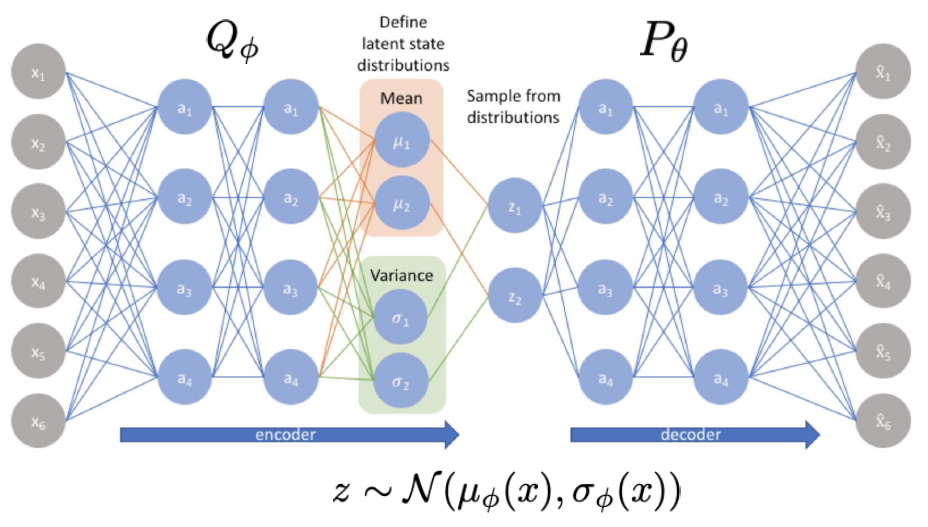 Q_ϕ
Define
latent state
distributions
P_θ
Mean
Sample from
distributions
Variance
x₁
x₂
x₃
x₄
x₅
x₆
a₁
a₂
a₃
a₄
a₁
a₂
a₃
a₄
μ₁
μ₂
σ₁
σ₂
z₁
z₂
a₁
a₂
a₃
a₄
a₁
a₂
a₃
a₄
x̂₁
x̂₂
x̂₃
x̂₄
x̂₅
x̂₆
encoder
decoder
z ∼ 𝒩(μ_ϕ(x), σ_ϕ(x))